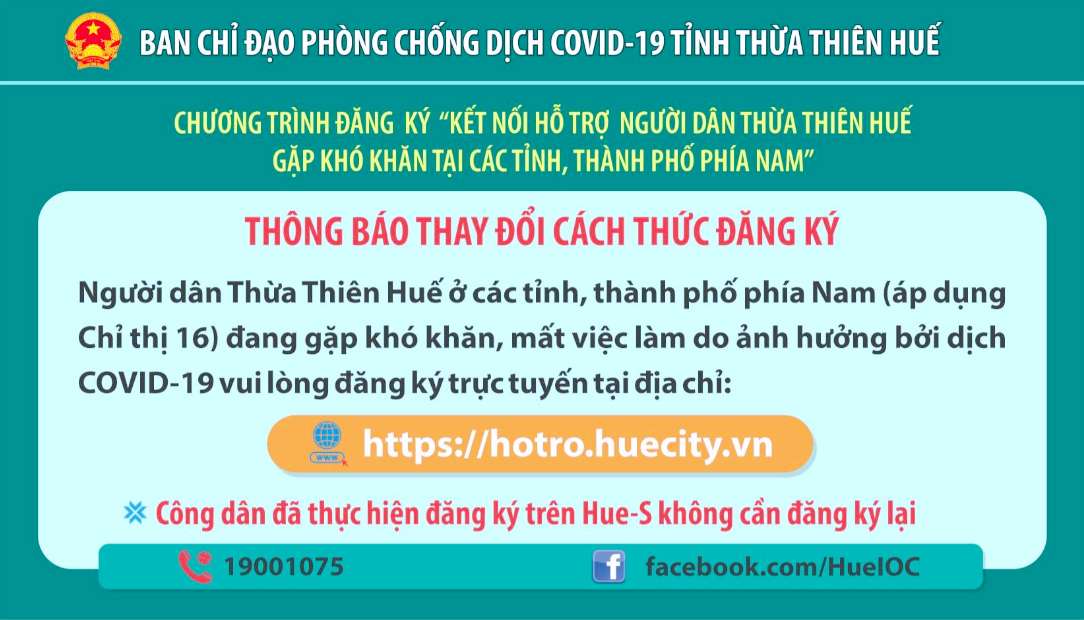 BAN CHỈ ĐẠO PHÒNG CHỐNG DỊCH COVID-19 TỈNH THỪA THIÊN HUẾ
CHƯƠNG TRÌNH ĐĂNG KÝ “KẾT NỐI HỖ TRỢ NGƯỜI DÂN THỪA THIÊN HUẾ
GẶP KHÓ KHĂN TẠI CÁC TỈNH, THÀNH PHỐ PHÍA NAM”
THÔNG BÁO THAY ĐỔI CÁCH THỨC ĐĂNG KÝ
Người dân Thừa Thiên Huế ở các tỉnh, thành phố phía Nam (áp dụng
Chỉ thị 16) đang gặp khó khăn, mất việc làm do ảnh hưởng bởi dịch
COVID-19 vui lòng đăng ký trực tuyến tại địa chỉ:
WWW
https://hotro.huecity.vn
Công dân đã thực hiện đăng ký trên Hue-S không cần đăng ký lại
19001075
facebook.com/HueIOC